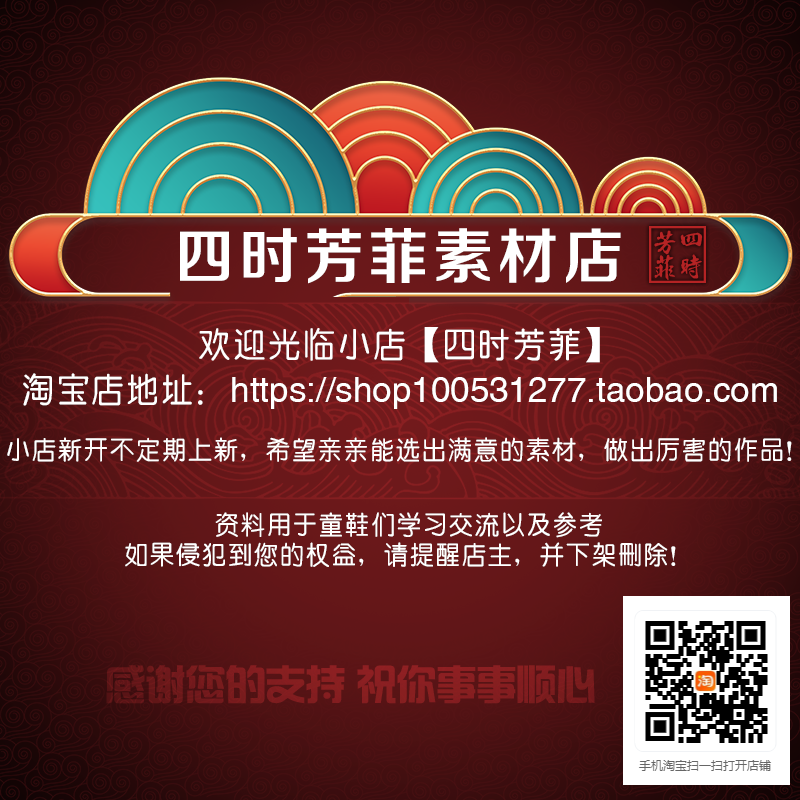 四时芳菲素材店
四時
芳菲
欢迎光临小店【四时芳菲】
淘宝店地址：https://shop100531277.taobao.com
小店新开不定期上新，希望亲亲能选出满意的素材，做出厉害的作品！
资料用于童鞋们学习交流以及参考
如果侵犯到您的权益，请提醒店主，并下架删除！
感谢您的支持 祝你事事顺心
淘
手机淘宝扫一扫打开店铺